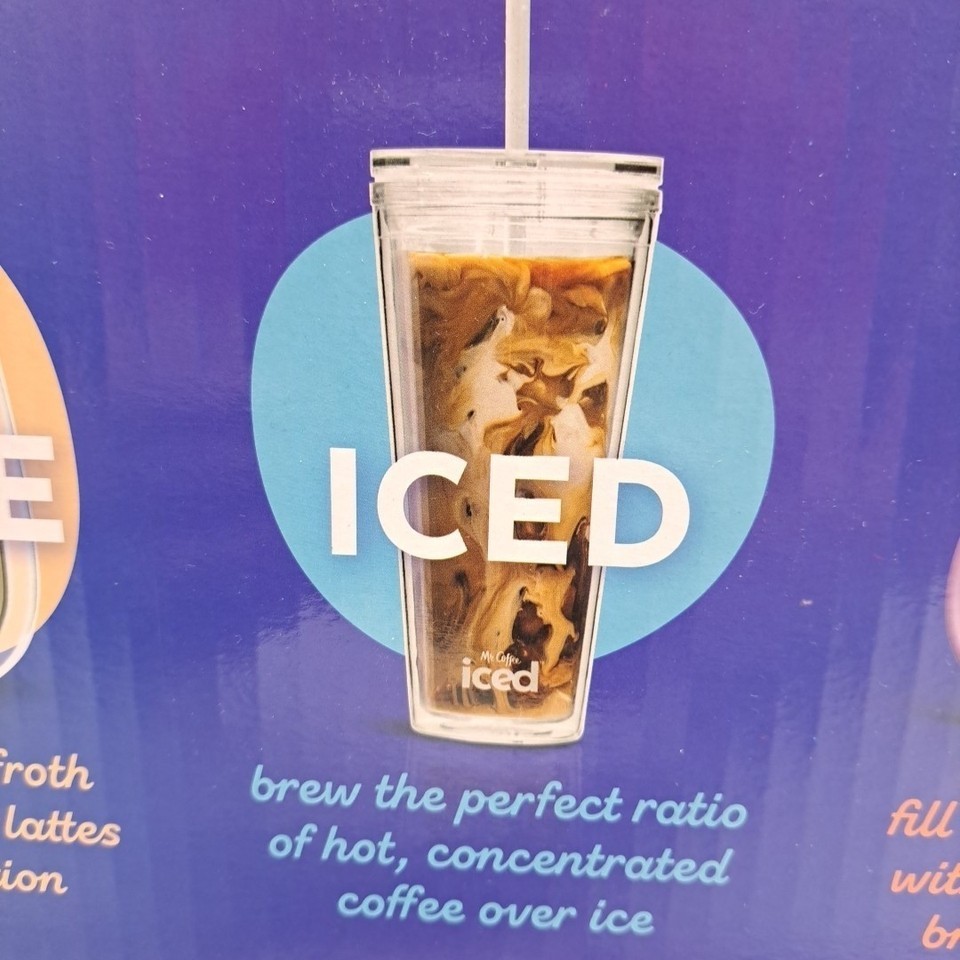 E
froth
lattes
ion
ICED
Mr. Coffee
iced
brew the perfect ratio
of hot, concentrated
coffee over ice
fill
wit
br